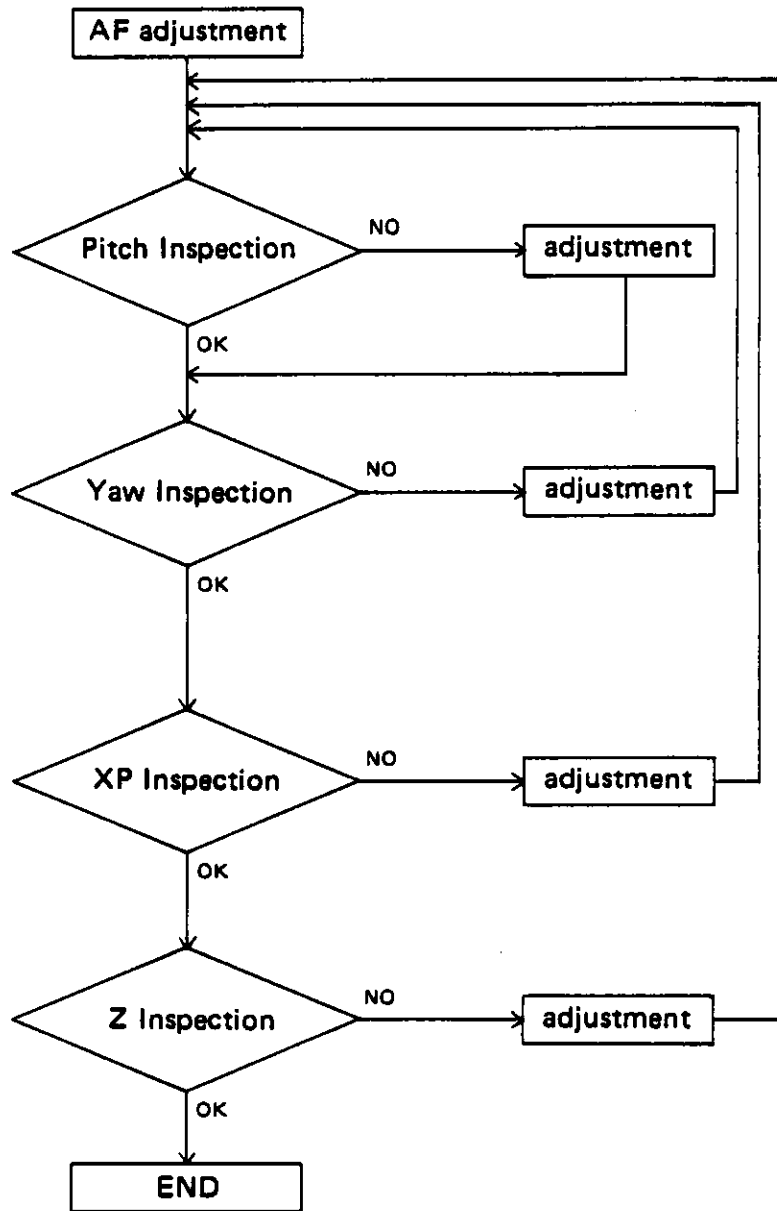 AF adjustment
Pitch Inspection
NO
adjustment
OK
Yaw Inspection
NO
adjustment
OK
XP Inspection
NO
adjustment
OK
Z Inspection
NO
adjustment
OK
END